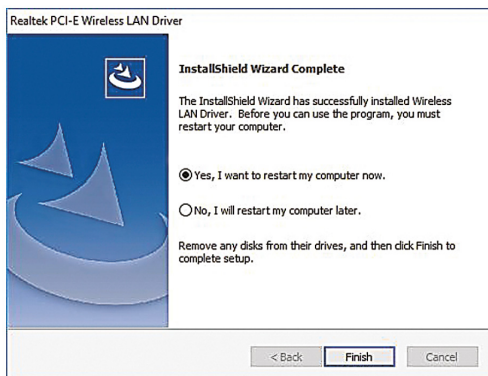 Realtek PCI-E Wireless LAN Driver
InstallShield Wizard Complete
The InstallShield Wizard has successfully installed Wireless
LAN Driver. Before you can use the program, you must
restart your computer.
Yes, I want to restart my computer now.
No, I will restart my computer later.
Remove any disks from their drives, and then click Finish to
complete setup.
< Back Finish Cancel